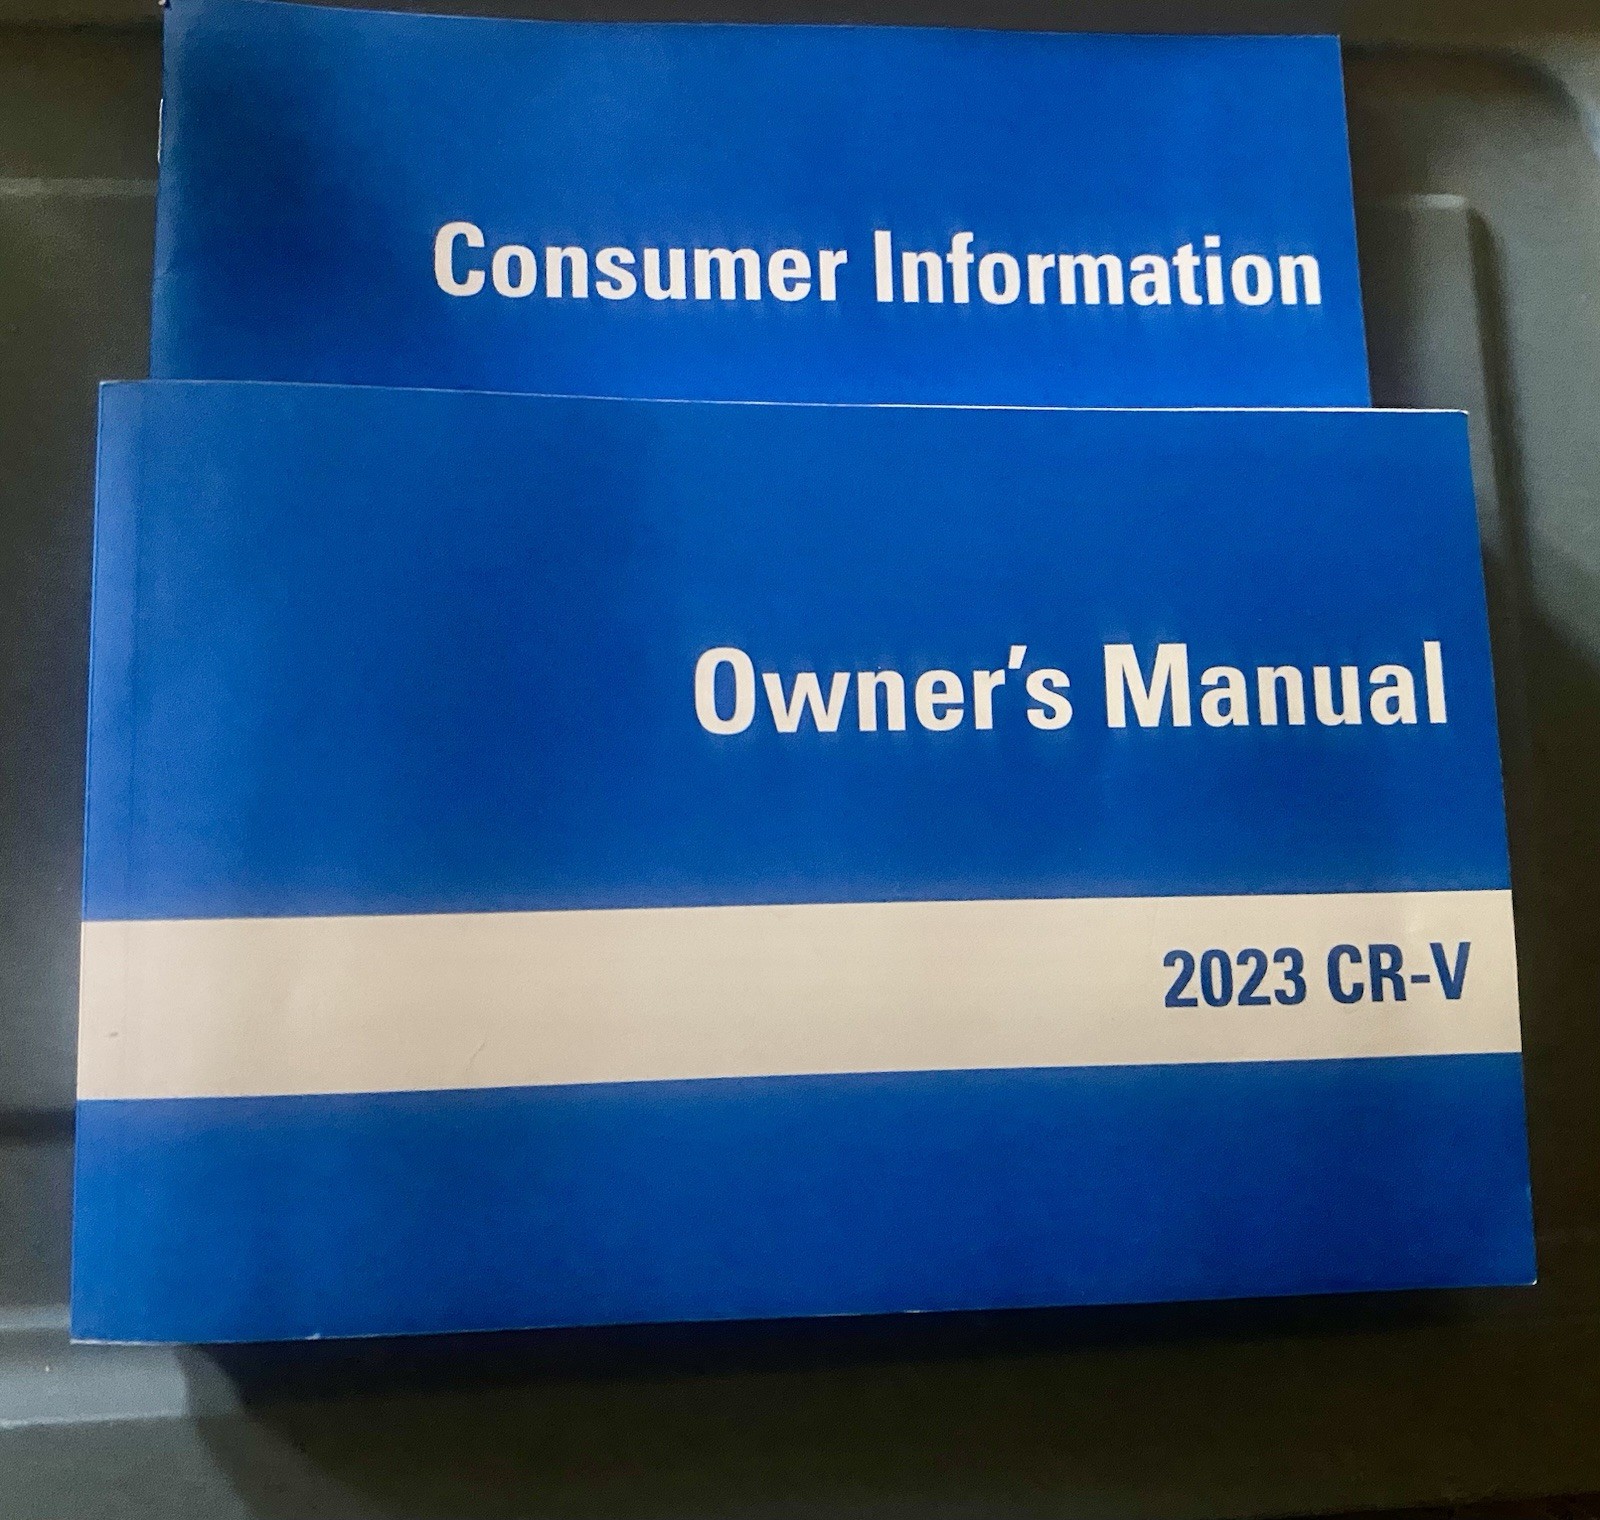 Consumer Information
Owner's Manual
2023 CR-V